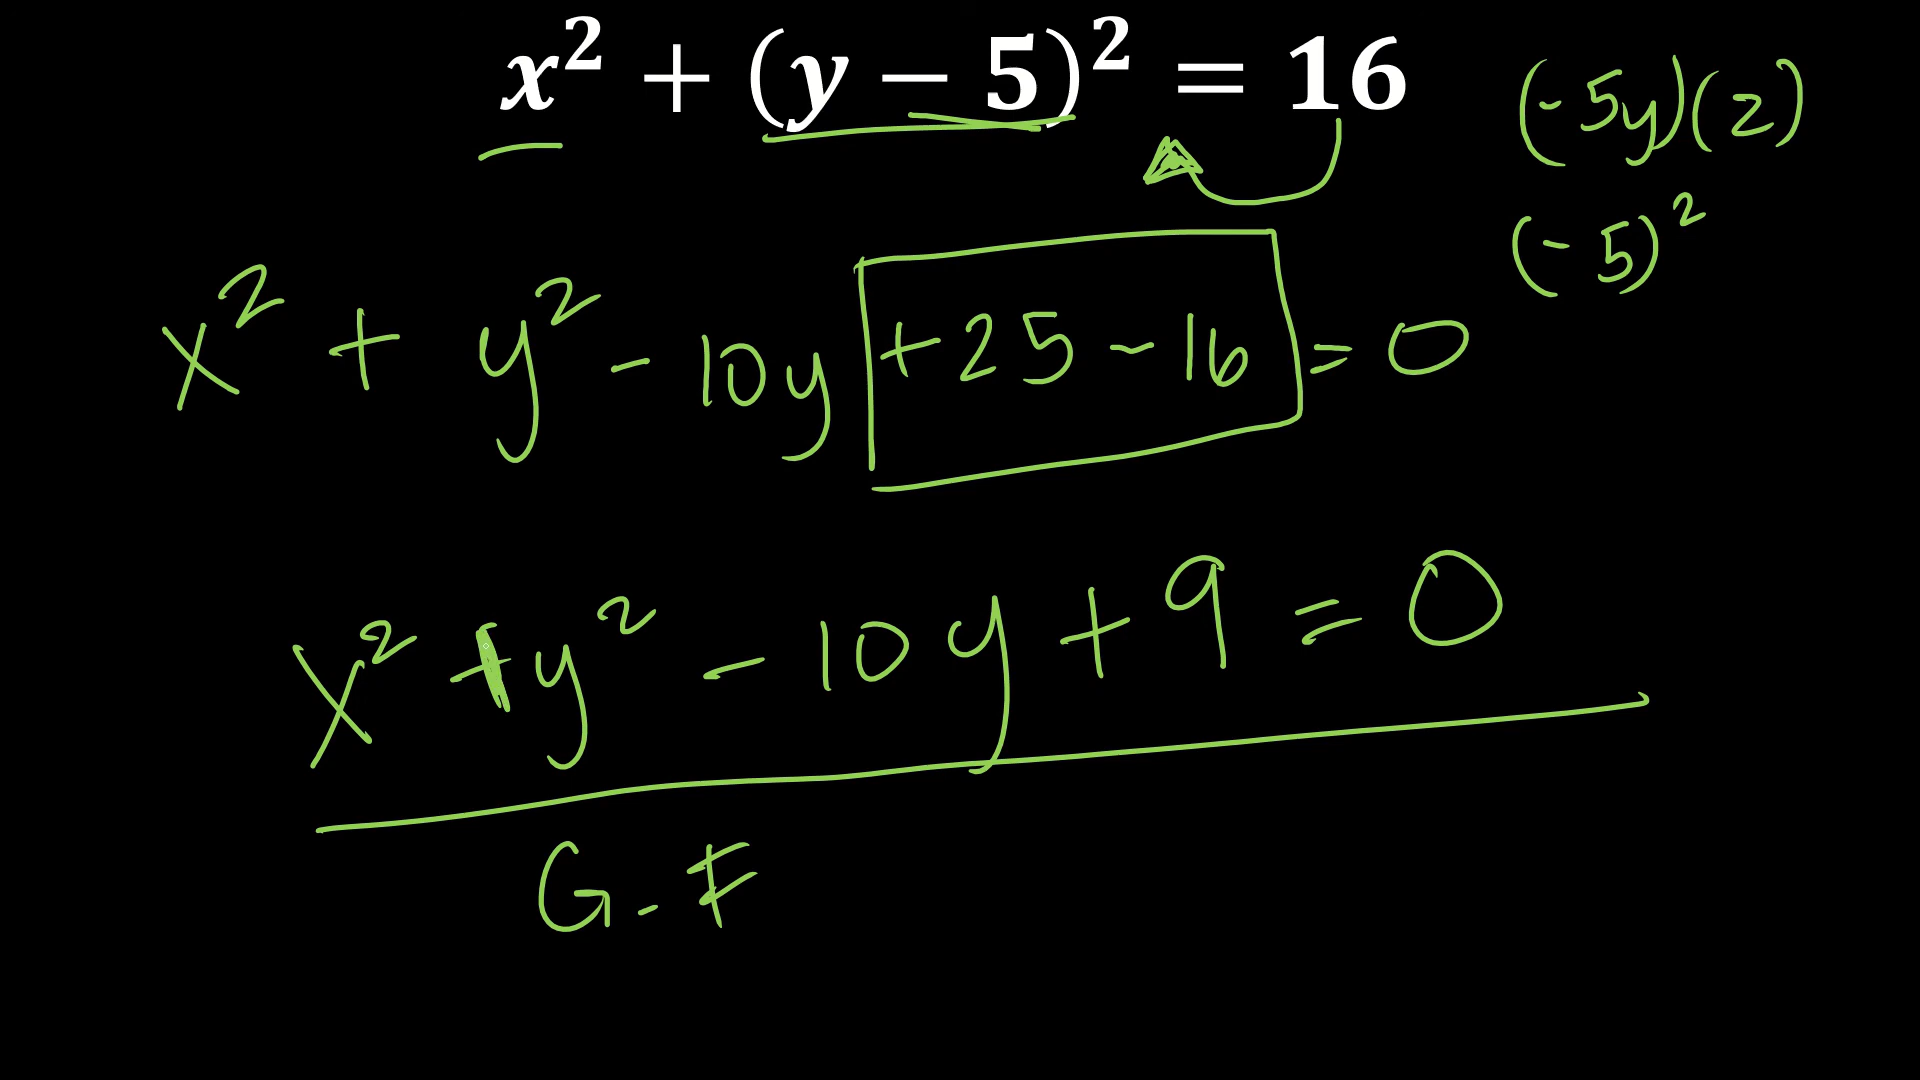 x² + (y − 5)² = 16
(-5y)(2)
(-5)²
x² + y² - 10y + 25 - 16 = 0
x² + y² - 10y + 9 = 0
G.F